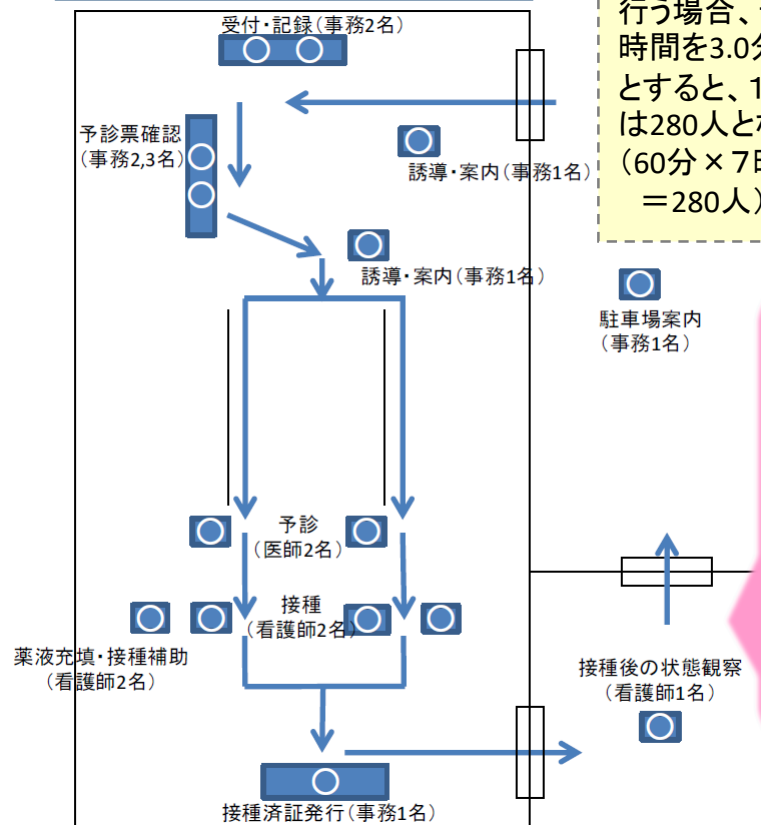 受付・記録(事務2名)
行う場合、
時間を3.0分
とすると、1
は280人と
(60分×7
=280人)
予診票確認
(事務2,3名)
誘導・案内(事務1名)
誘導・案内(事務1名)
駐車場案内
(事務1名)
予診
(医師2名)
接種
(看護師2名)
薬液充填・接種補助
(看護師2名)
接種後の状態観察
(看護師1名)
接種済証発行(事務1名)